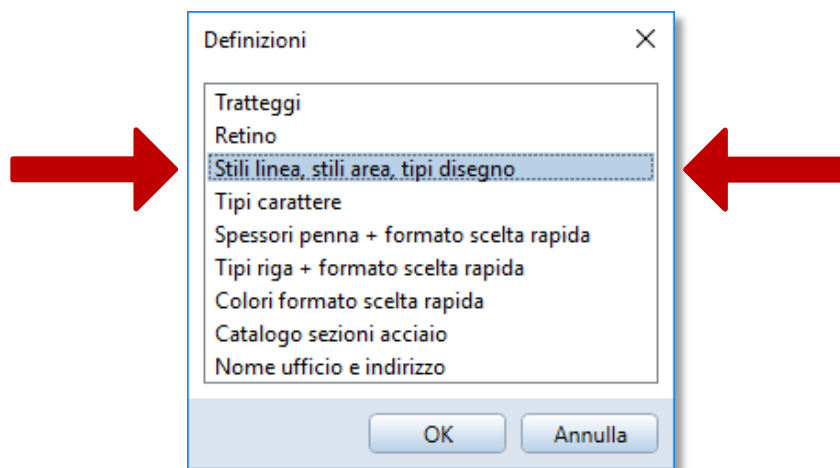 Definizioni
Tratteggi
Retino
Stili linea, stili area, tipi disegno
Tipi carattere
Spessori penna + formato scelta rapida
Tipi riga + formato scelta rapida
Colori formato scelta rapida
Catalogo sezioni acciaio
Nome ufficio e indirizzo
OK Annulla